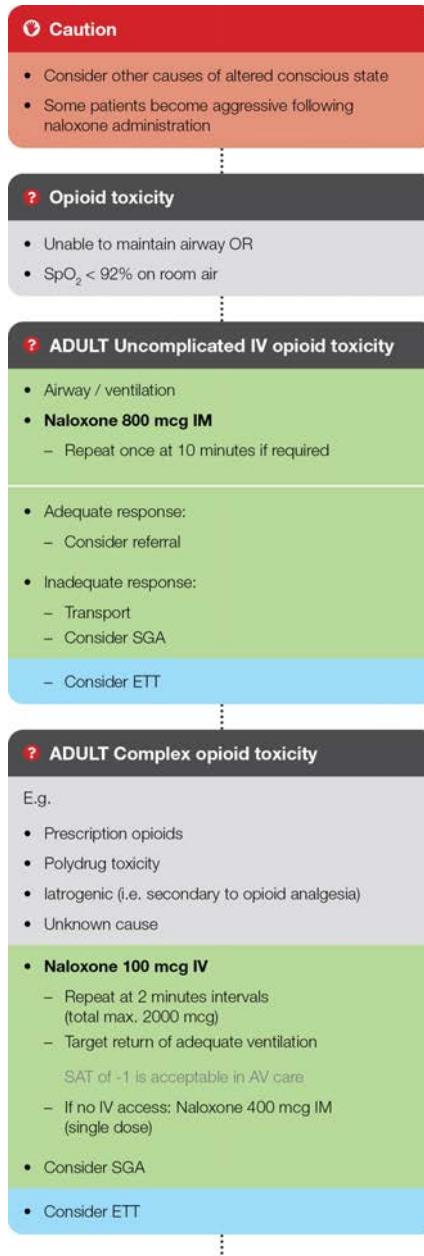 Caution
• Consider other causes of altered conscious state
• Some patients become aggressive following
naloxone administration
? Opioid toxicity
• Unable to maintain airway OR
• SpO₂ < 92% on room air
? ADULT Uncomplicated IV opioid toxicity
• Airway / ventilation
• Naloxone 800 mcg IM
– Repeat once at 10 minutes if required
• Adequate response:
– Consider referral
• Inadequate response:
– Transport
– Consider SGA
– Consider ETT
? ADULT Complex opioid toxicity
E.g.
• Prescription opioids
• Polydrug toxicity
• Iatrogenic (i.e. secondary to opioid analgesia)
• Unknown cause
• Naloxone 100 mcg IV
– Repeat at 2 minutes intervals
(total max. 2000 mcg)
– Target return of adequate ventilation
SAT of -1 is acceptable in AV care
– If no IV access: Naloxone 400 mcg IM
(single dose)
• Consider SGA
• Consider ETT